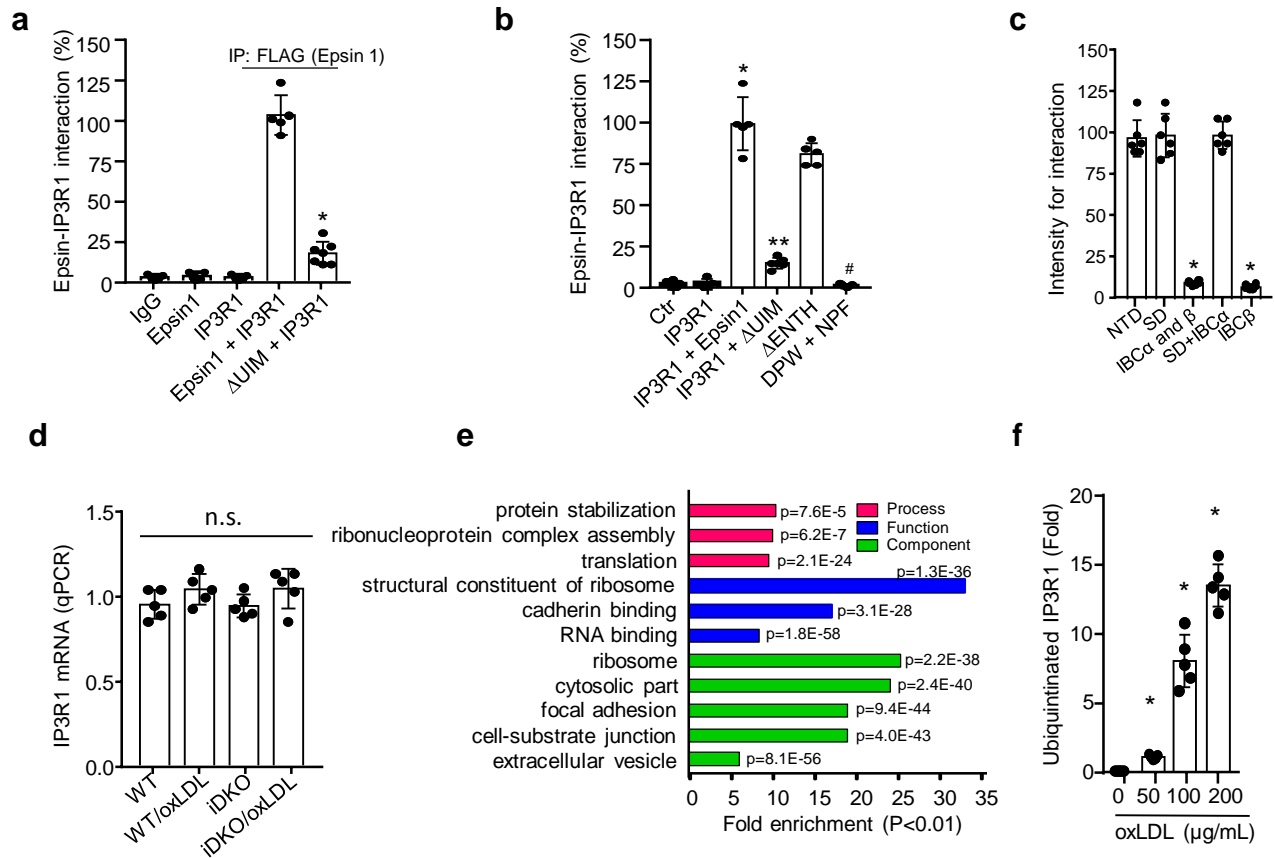 a
Epsin-IP3R1 interaction (%)
150
125
100
75
50
25
0
IP: FLAG (Epsin 1)
*
IgG
Epsin1
IP3R1
Epsin1 + IP3R1
ΔUIM + IP3R1
b
Epsin-IP3R1 interaction (%)
150
125
100
75
50
25
0
*
**
#
Ctr
IP3R1
IP3R1 + Epsin1
IP3R1 + ΔUIM
ΔENTH
DPW + NPF
c
Intensity for interaction
150
125
100
75
50
25
0
*
*
NTD
SD
IBCα and β
SD+IBCα
IBCβ
d
IP3R1 mRNA (qPCR)
1.5
1.0
0.5
0.0
n.s.
WT
WT/oxLDL
iDKO
iDKO/oxLDL
e
protein stabilization p=7.6E-5
ribonucleoprotein complex assembly p=6.2E-7
translation p=2.1E-24
structural constituent of ribosome p=1.3E-36
cadherin binding p=3.1E-28
RNA binding p=1.8E-58
ribosome p=2.2E-38
cytosolic part p=2.4E-40
focal adhesion p=9.4E-44
cell-substrate junction p=4.0E-43
extracellular vesicle p=8.1E-56
Process
Function
Component
0 5 10 15 20 25 30 35
Fold enrichment (P<0.01)
f
Ubiquintinated IP3R1 (Fold)
20
15
10
5
0
*
*
*
0 50 100 200
oxLDL (μg/mL)